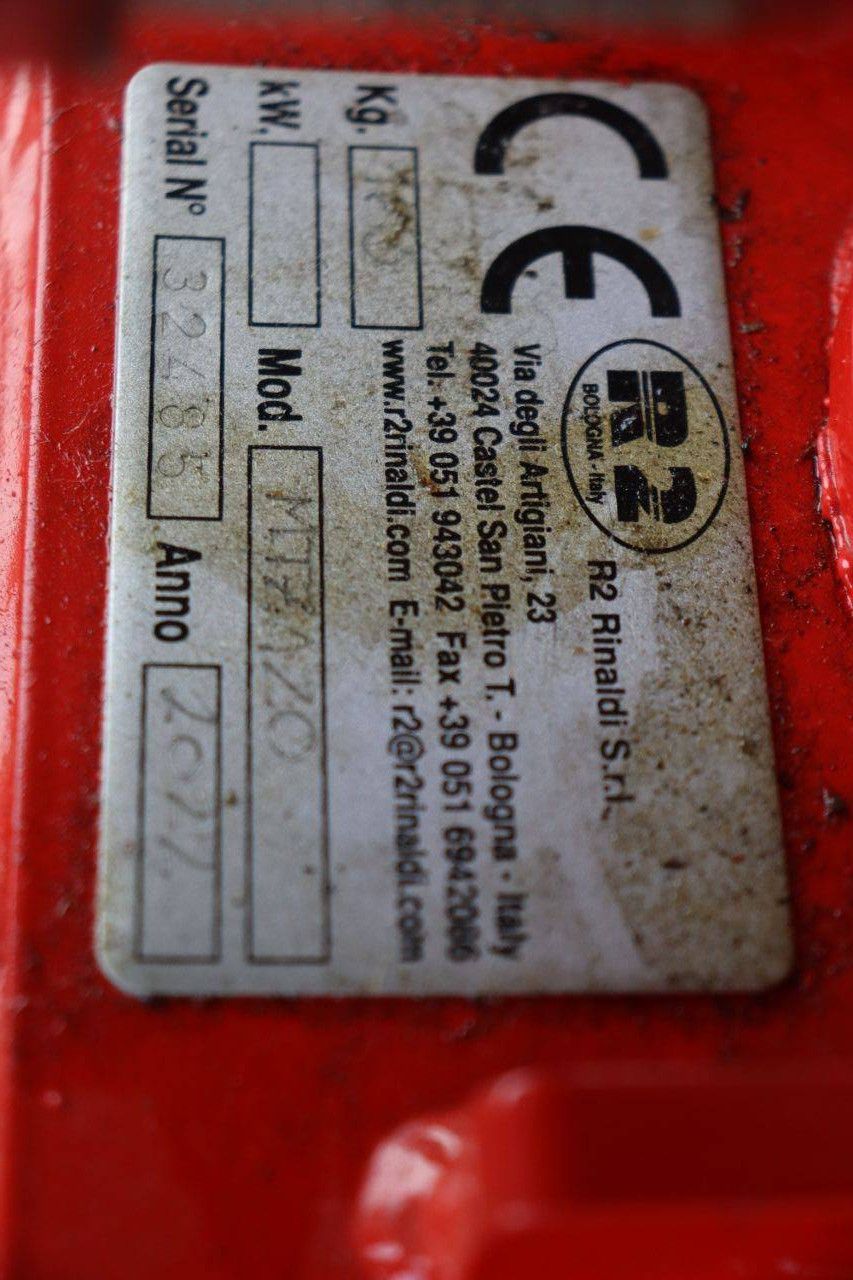 CE
R2
BOLOGNA - Italy
R2 Rinaldi S.r.l.
Via degli Artigiani, 23
40024 Castel San Pietro T. - Bologna - Italy
Tel. +39 051 943042 Fax +39 051 6942066
www.r2rinaldi.com E-mail: r2@r2rinaldi.com
Kg.
kW. Mod.
Serial N° 32485 Anno 2022